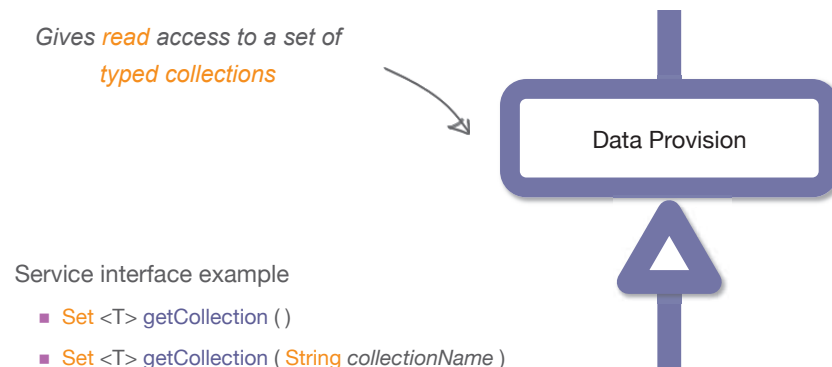 Gives read access to a set of
typed collections
Data Provision
Service interface example
Set <T> getCollection ( )
Set <T> getCollection ( String collectionName )